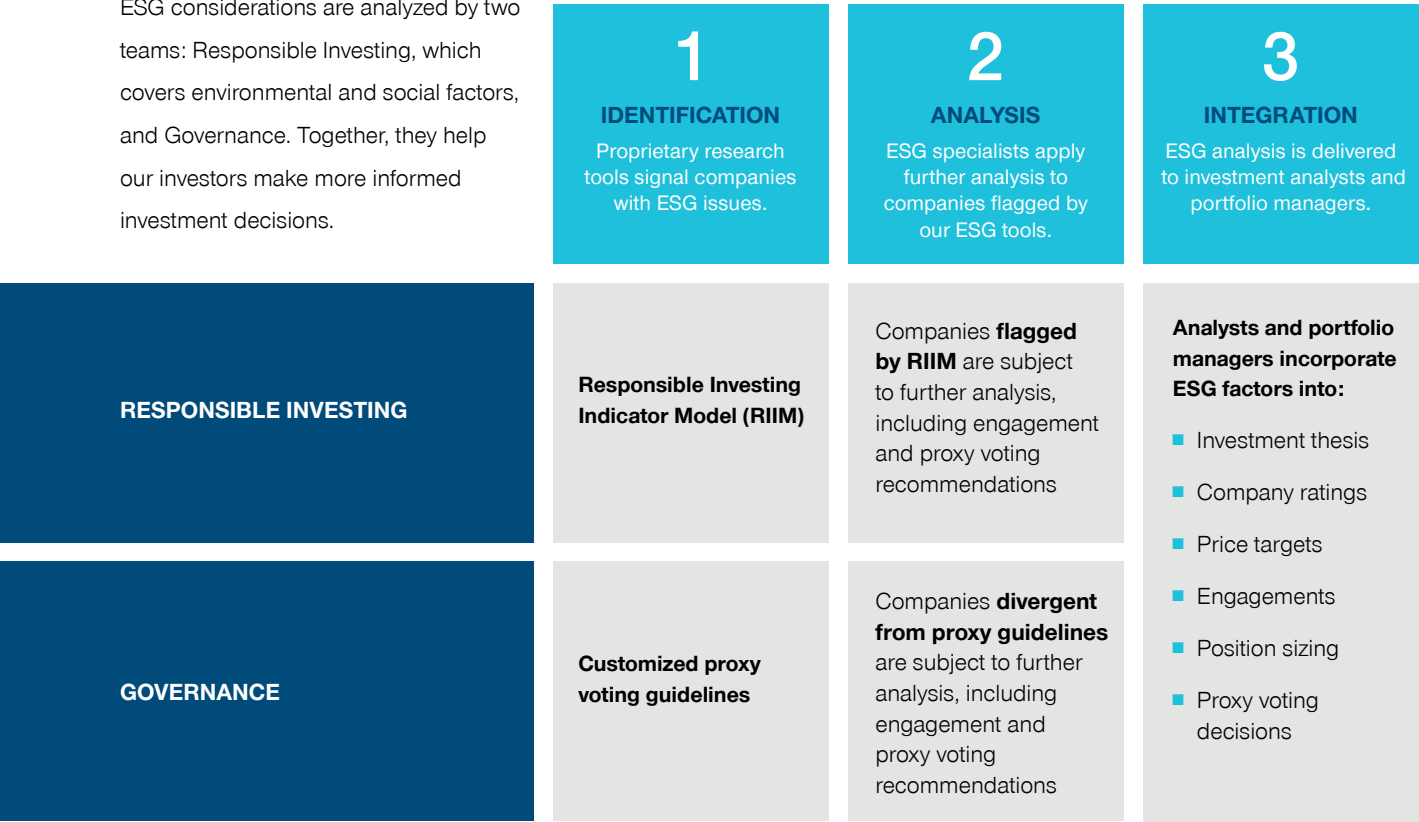 ESG considerations are analyzed by two
teams: Responsible Investing, which
covers environmental and social factors,
and Governance. Together, they help
our investors make more informed
investment decisions.
1
IDENTIFICATION
Proprietary research
tools signal companies
with ESG issues.
2
ANALYSIS
ESG specialists apply
further analysis to
companies flagged by
our ESG tools.
3
INTEGRATION
ESG analysis is delivered
to investment analysts and
portfolio managers.
RESPONSIBLE INVESTING
Responsible Investing
Indicator Model (RIIM)
Companies flagged
by RIIM are subject
to further analysis,
including engagement
and proxy voting
recommendations
Analysts and portfolio
managers incorporate
ESG factors into:
■ Investment thesis
■ Company ratings
■ Price targets
■ Engagements
■ Position sizing
■ Proxy voting
decisions
GOVERNANCE
Customized proxy
voting guidelines
Companies divergent
from proxy guidelines
are subject to further
analysis, including
engagement and
proxy voting
recommendations